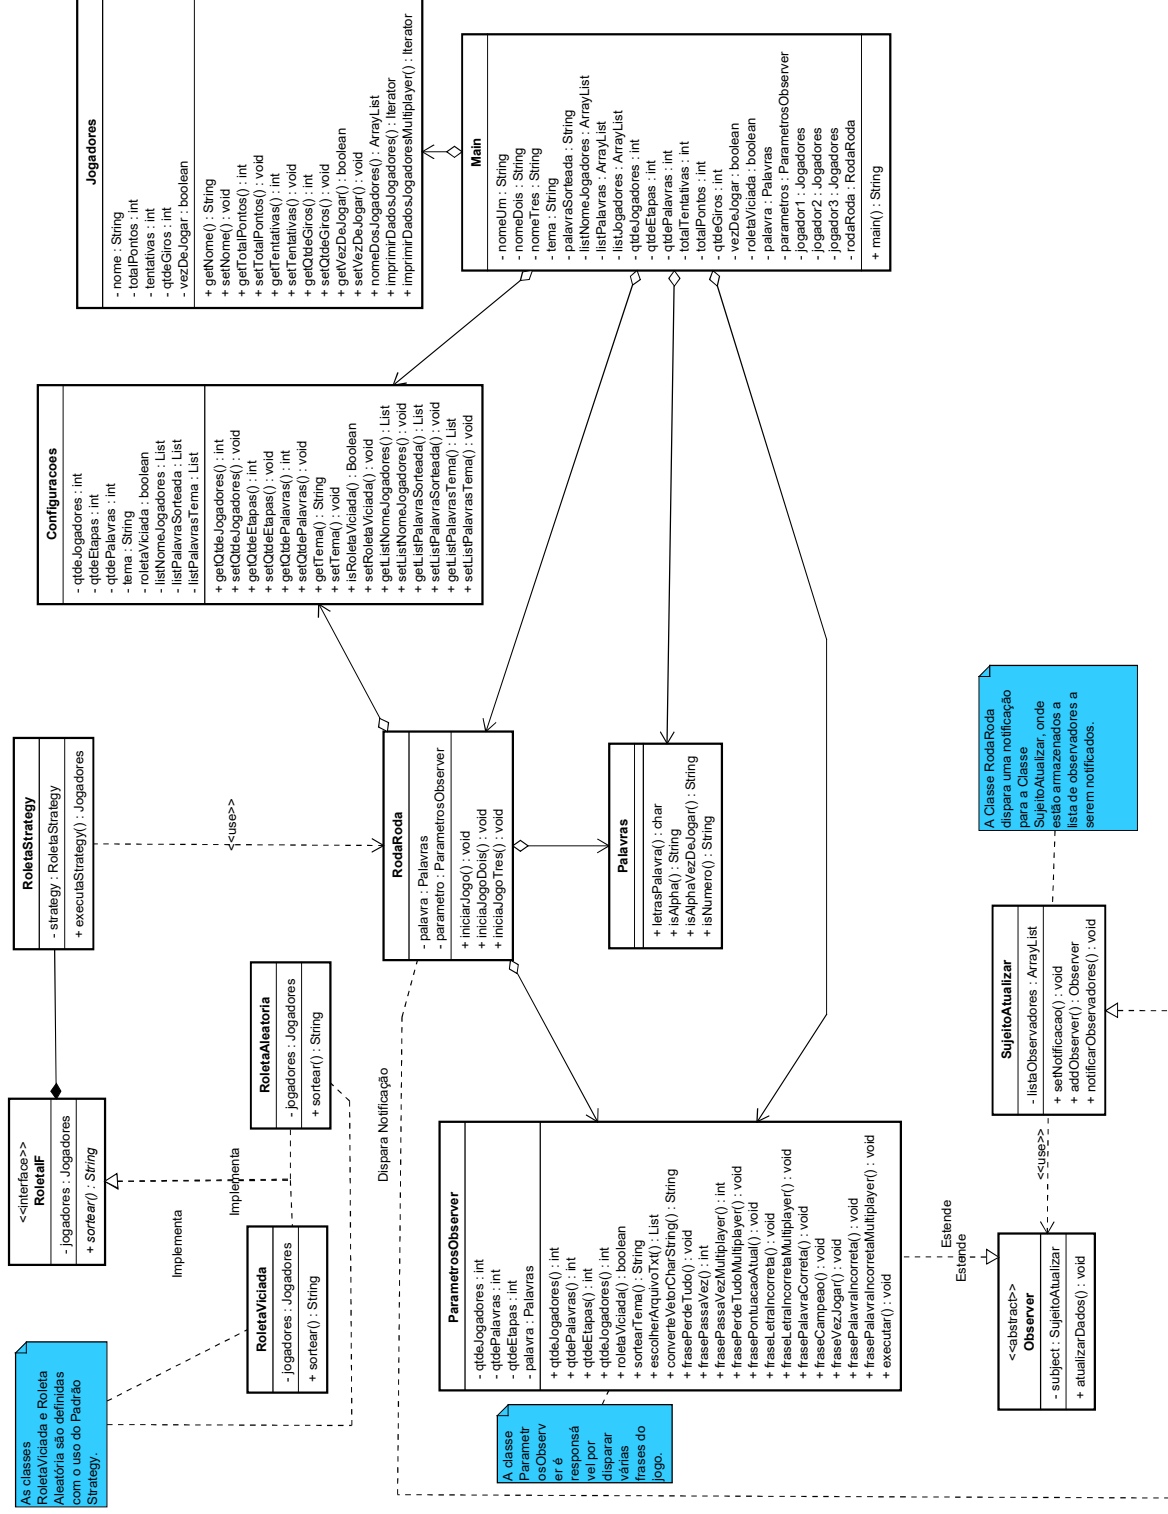 As classes
RoletaViciada e Roleta
Aleatória são definidas
com o uso do Padrão
Strategy.
<<interface>>
RoletaIF
- jogadores : Jogadores
+ sortear() : String
RoletaStrategy
- strategy : RoletaStrategy
+ executaStrategy() : Jogadores
Implementa
Implementa
<<use>>
RoletaViciada
- jogadores : Jogadores
+ sortear() : String
RoletaAleatoria
- jogadores : Jogadores
+ sortear() : String
Configuracoes
- qtdeJogadores : int
- qtdeEtapas : int
- qtdePalavras : int
- tema : String
- roletaViciada : boolean
- listNomeJogadores : List
- listPalavraSorteada : List
- listPalavrasTema : List
+ getQtdeJogadores() : int
+ setQtdeJogadores() : void
+ getQtdeEtapas() : int
+ setQtdeEtapas() : void
+ getQtdePalavras() : int
+ setQtdePalavras() : void
+ getTema() : String
+ setTema() : void
+ isRoletaViciada() : Boolean
+ setRoletaViciada() : void
+ getListNomeJogadores() : List
+ setListNomeJogadores() : void
+ getListPalavraSorteada() : List
+ setListPalavraSorteada() : void
+ getListPalavrasTema() : List
+ setListPalavrasTema() : void
Jogadores
- nome : String
- totalPontos : int
- tentativas : int
- qtdeGiros : int
- vezDeJogar : boolean
+ getNome() : String
+ setNome() : void
+ getTotalPontos() : int
+ setTotalPontos() : void
+ getTentativas() : int
+ setTentativas() : void
+ getQtdeGiros() : int
+ setQtdeGiros() : void
+ getVezDeJogar() : boolean
+ setVezDeJogar() : void
+ nomeDosJogadores() : ArrayList
+ imprimirDadosJogadores() : Iterator
+ imprimirDadosJogadoresMultiplayer() : Iterator
Dispara Notificação
RodaRoda
- palavra : Palavras
- parametro : ParametrosObserver
+ iniciarJogo() : void
+ iniciaJogoDois() : void
+ iniciaJogoTres() : void
Main
- nomeUm : String
- nomeDois : String
- nomeTres : String
- tema : String
- palavraSorteada : String
- listNomeJogadores : ArrayList
- listPalavras : ArrayList
- listJogadores : ArrayList
- qtdeJogadores : int
- qtdeEtapas : int
- qtdePalavras : int
- totalTentativas : int
- totalPontos : int
- qtdeGiros : int
- vezDeJogar : boolean
- roletaViciada : boolean
- palavra : Palavras
- parametros : ParametrosObserver
- jogador1 : Jogadores
- jogador2 : Jogadores
- jogador3 : Jogadores
- rodaRoda : RodaRoda
+ main() : String
ParametrosObserver
- qtdeJogadores : int
- qtdePalavras : int
- qtdeEtapas : int
- palavra : Palavras
+ qtdeJogadores() : int
+ qtdePalavras() : int
+ qtdeEtapas() : int
+ qtdeJogadores() : int
+ roletaViciada() : boolean
+ sortearTema() : String
+ escolherArquivoTxt() : List
+ converteVetorCharString() : String
+ frasePerdeTudo() : void
+ frasePassaVez() : int
+ frasePassaVezMultiplayer() : int
+ frasePerdeTudoMultiplayer() : void
+ frasePontuacaoAtual() : void
+ fraseLetraIncorreta() : void
+ fraseLetraIncorretaMultiplayer() : void
+ frasePalavraCorreta() : void
+ fraseCampeao() : void
+ fraseVezJogar() : void
+ frasePalavraIncorreta() : void
+ frasePalavraIncorretaMultiplayer() : void
+ executar() : void
A classe
Parametr
osObserv
er é
responsá
vel por
disparar
várias
frases do
jogo.
Palavras
+ letrasPalavra() : char
+ isAlpha() : String
+ isAlphaVezDeJogar() : String
+ isNumero() : String
Estende
Estende
<<abstract>>
Observer
- subject : SujeitoAtualizar
+ atualizarDados() : void
<<use>>
SujeitoAtualizar
- listaObservadores : ArrayList
+ setNotificacao() : void
+ addObserver() : Observer
+ notificarObservadores() : void
A Classe RodaRoda
dispara uma notificação
para a Classe
SujeitoAtualizar, onde
estão armazenados a
lista de observadores a
serem notificados.